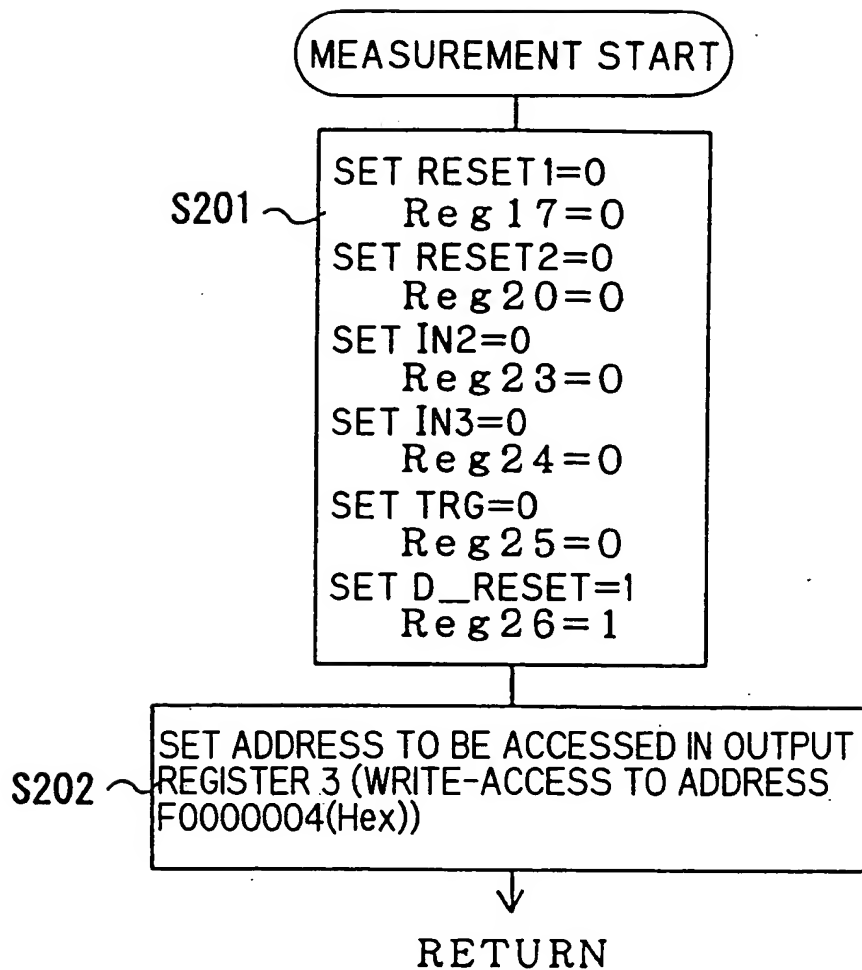 MEASUREMENT START
S201
SET RESET1=0
Reg17=0
SET RESET2=0
Reg20=0
SET IN2=0
Reg23=0
SET IN3=0
Reg24=0
SET TRG=0
Reg25=0
SET D_RESET=1
Reg26=1
S202
SET ADDRESS TO BE ACCESSED IN OUTPUT
REGISTER 3 (WRITE-ACCESS TO ADDRESS
F0000004(Hex))
RETURN